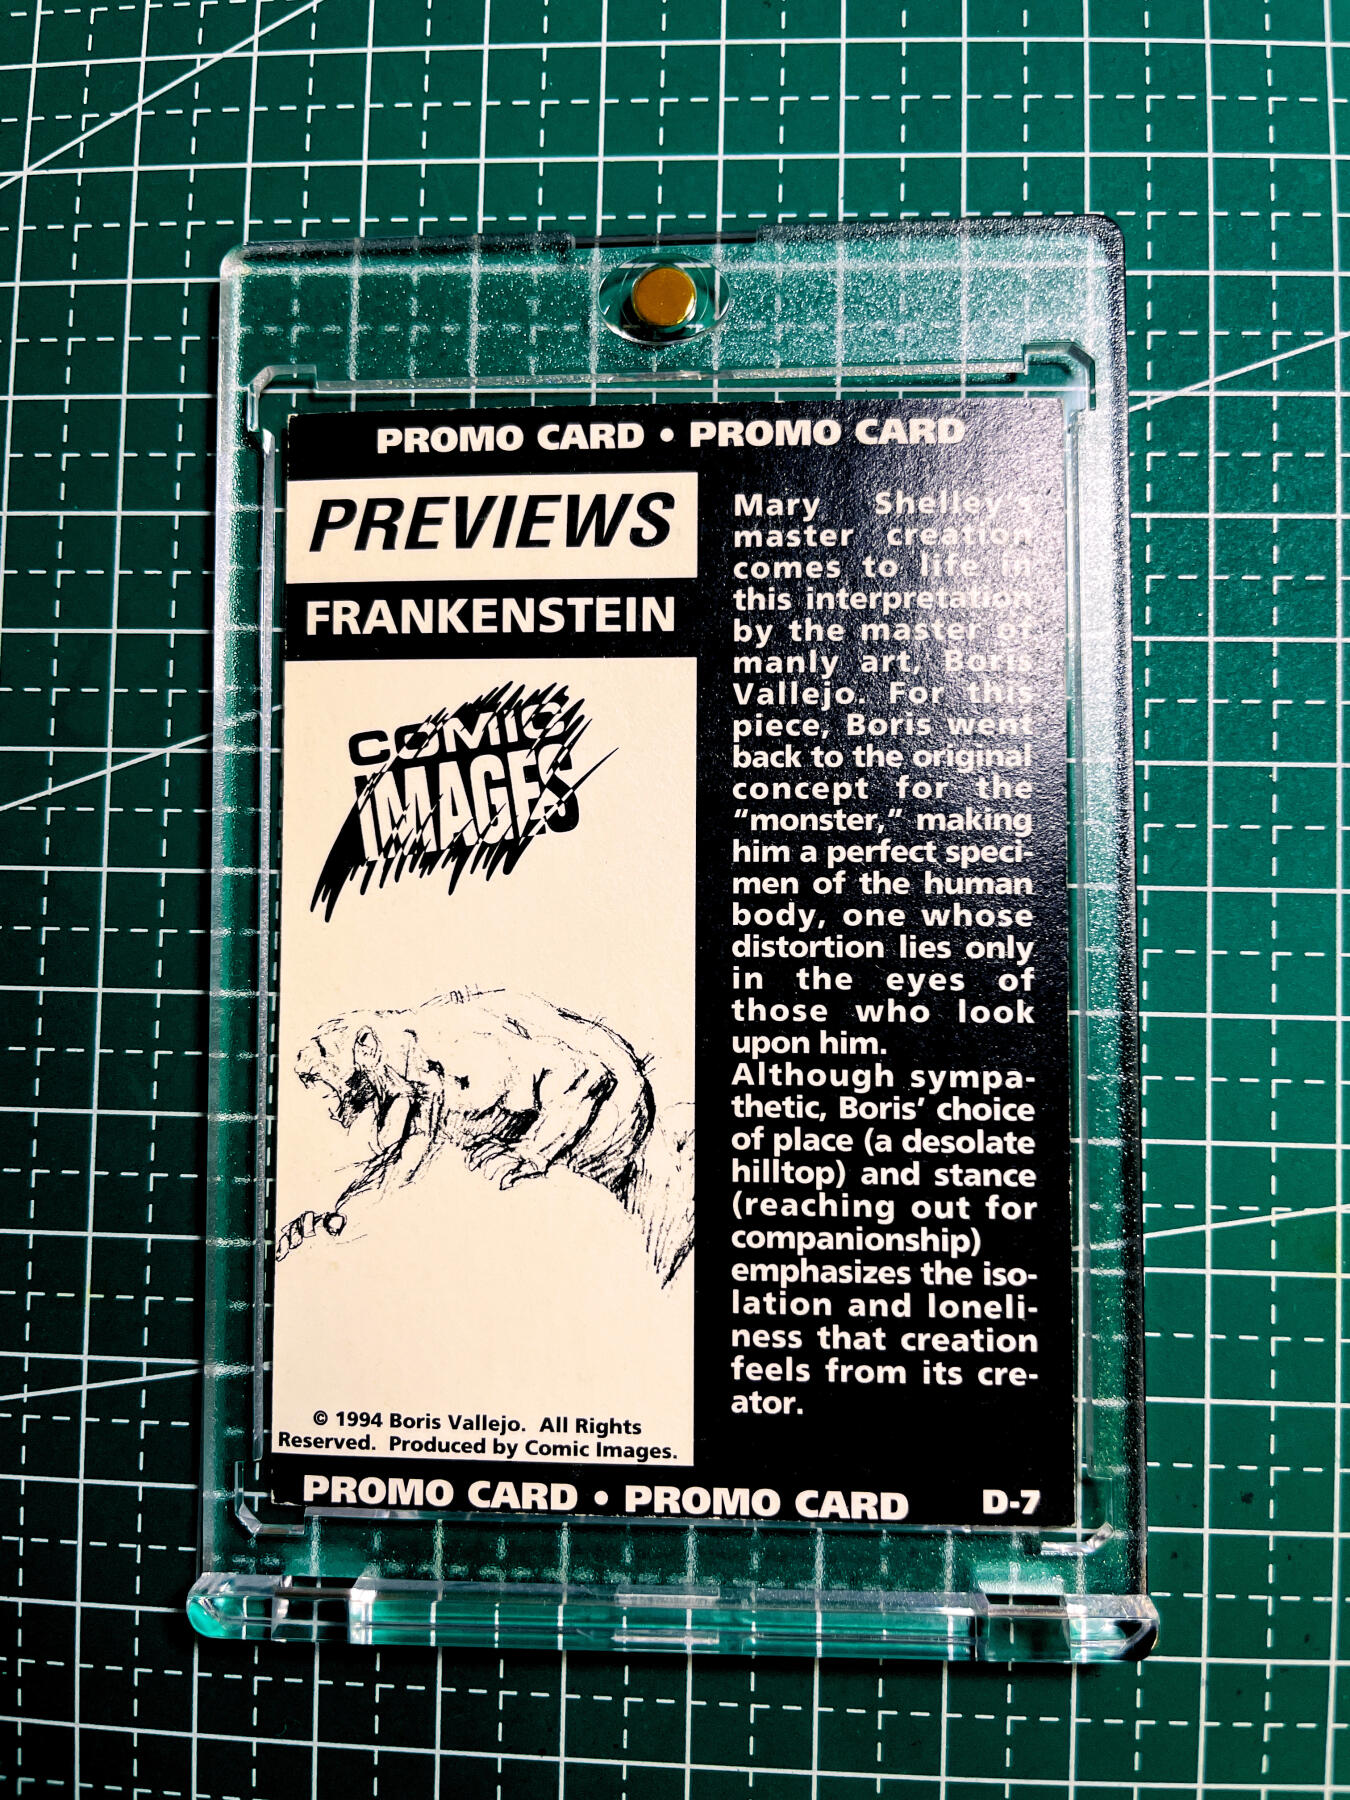 PROMO CARD • PROMO CARD
PREVIEWS
FRANKENSTEIN
COMIC
IMAGES
© 1994 Boris Vallejo. All Rights
Reserved. Produced by Comic Images.
Mary Shelley's
master creation
comes to life in
this interpretation
by the master of
manly art, Boris
Vallejo. For this
piece, Boris went
back to the original
concept for the
"monster," making
him a perfect speci-
men of the human
body, one whose
distortion lies only
in the eyes of
those who look
upon him.
Although sympa-
thetic, Boris' choice
of place (a desolate
hilltop) and stance
(reaching out for
companionship)
emphasizes the iso-
lation and loneli-
ness that creation
feels from its cre-
ator.
PROMO CARD • PROMO CARD D-7